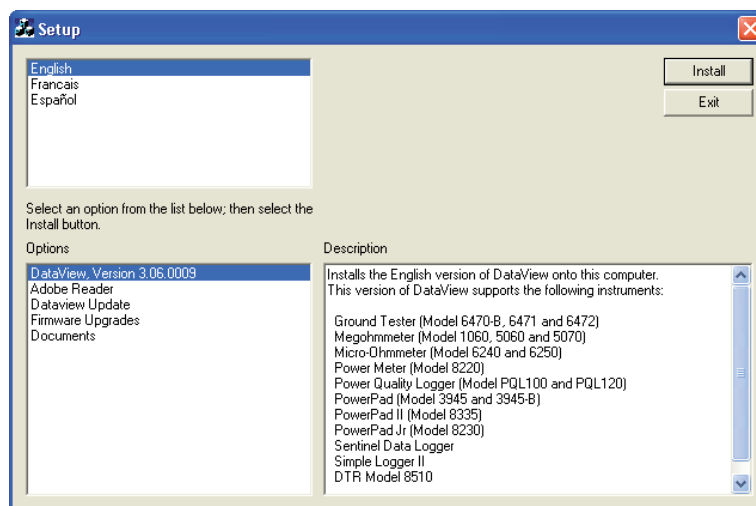 Setup
English
Francais
Español
Install
Exit
Select an option from the list below; then select the
Install button.
Options
DataView, Version 3.06.0009
Adobe Reader
Dataview Update
Firmware Upgrades
Documents
Description
Installs the English version of DataView onto this computer.
This version of DataView supports the following instruments:
Ground Tester (Model 6470-B, 6471 and 6472)
Megohmmeter (Model 1060, 5060 and 5070)
Micro-Ohmmeter (Model 6240 and 6250)
Power Meter (Model 8220)
Power Quality Logger (Model PQL100 and PQL120)
PowerPad (Model 3945 and 3945-B)
PowerPad II (Model 8335)
PowerPad Jr (Model 8230)
Sentinel Data Logger
Simple Logger II
DTR Model 8510